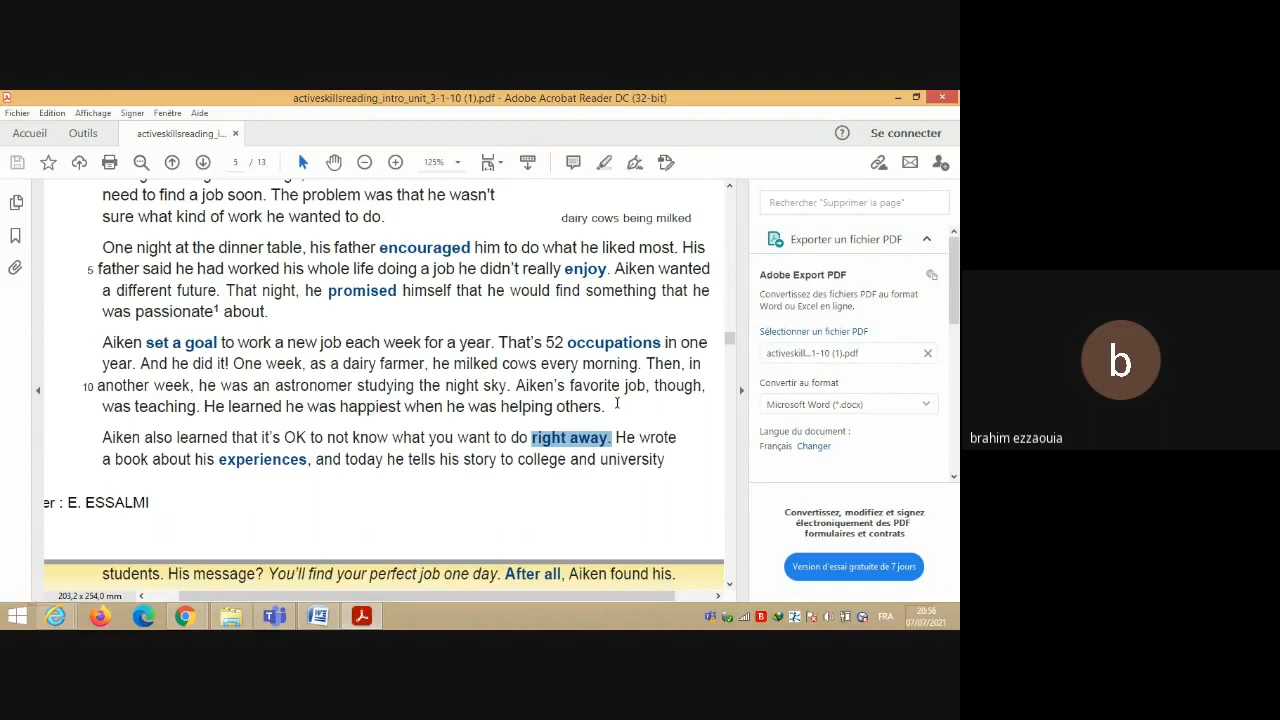 activeskillsreading_intro_unit_3-1-10 (1).pdf - Adobe Acrobat Reader DC (32-bit)
Fichier Edition Affichage Signer Fenêtre Aide
Accueil Outils activeskillsreading_i... × Se connecter
5 / 13 125%
need to find a job soon. The problem was that he wasn't
sure what kind of work he wanted to do.
dairy cows being milked
One night at the dinner table, his father encouraged him to do what he liked most. His
5 father said he had worked his whole life doing a job he didn't really enjoy. Aiken wanted
a different future. That night, he promised himself that he would find something that he
was passionate¹ about.
Aiken set a goal to work a new job each week for a year. That's 52 occupations in one
year. And he did it! One week, as a dairy farmer, he milked cows every morning. Then, in
10 another week, he was an astronomer studying the night sky. Aiken's favorite job, though,
was teaching. He learned he was happiest when he was helping others.
Aiken also learned that it's OK to not know what you want to do right away. He wrote
a book about his experiences, and today he tells his story to college and university
er : E. ESSALMI
students. His message? You'll find your perfect job one day. After all, Aiken found his.
203,2 x 254,0 mm
Rechercher "Supprimer la page"
Exporter un fichier PDF
Adobe Export PDF
Convertissez des fichiers PDF au format
Word ou Excel en ligne.
Sélectionner un fichier PDF
activeskill...1-10 (1).pdf
Convertir au format
Microsoft Word (*.docx)
Langue du document :
Français Changer
Convertissez, modifiez et signez
électroniquement des PDF
formulaires et contrats
Version d'essai gratuite de 7 jours
FRA
20:56
07/07/2021
b
brahim ezzaouia